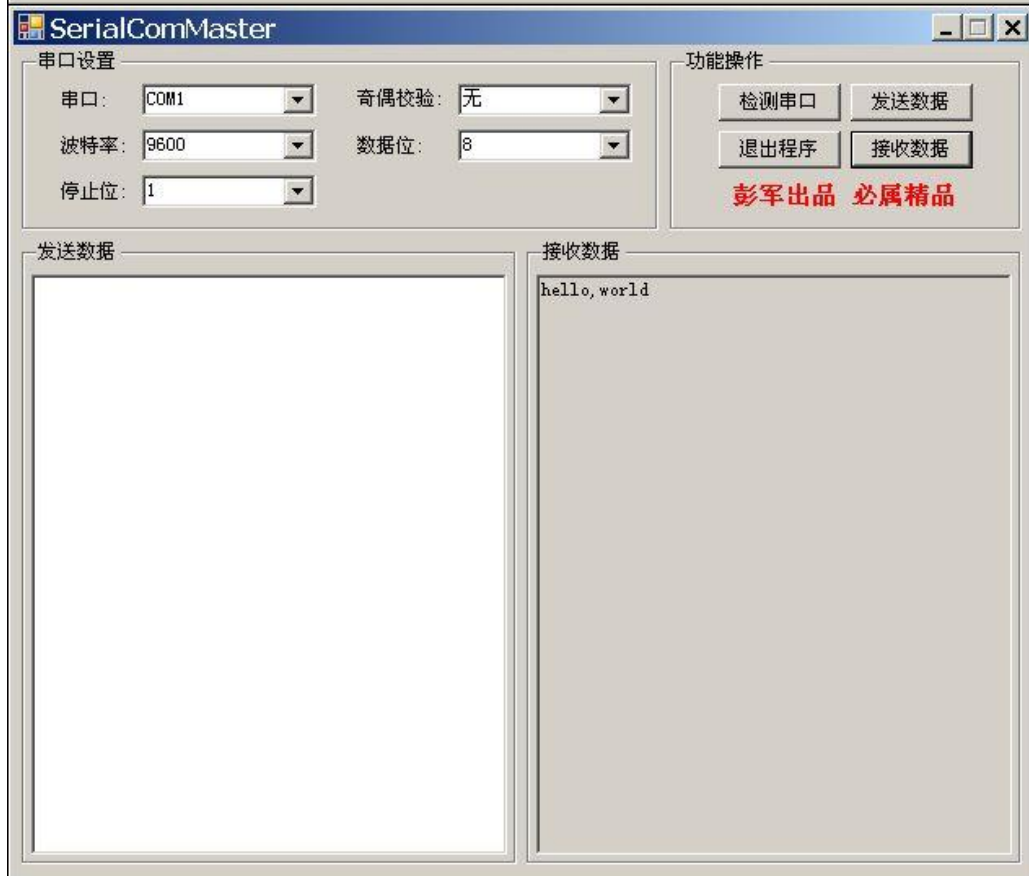 SerialComMaster
串口设置
串口: COM1 奇偶校验: 无
波特率: 9600 数据位: 8
停止位: 1
功能操作
检测串口 发送数据
退出程序 接收数据
彭军出品 必属精品
发送数据
接收数据
hello,world